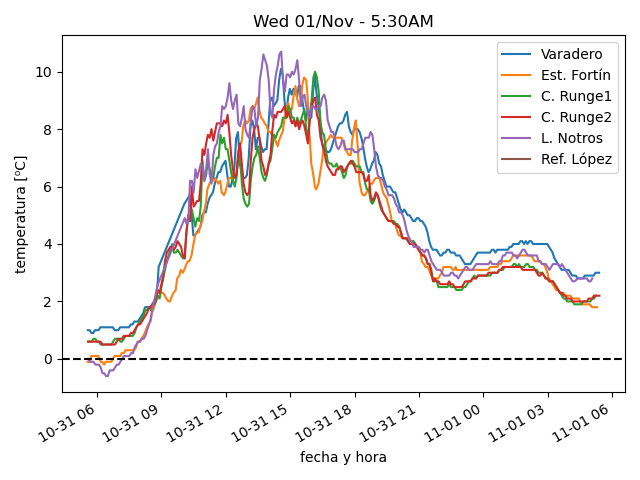 Wed 01/Nov - 5:30AM
temperatura [ºC]
10
8
6
4
2
0
Varadero
Est. Fortín
C. Runge1
C. Runge2
L. Notros
Ref. López
10-31 06
10-31 09
10-31 12
10-31 15
10-31 18
10-31 21
11-01 00
11-01 03
11-01 06
fecha y hora